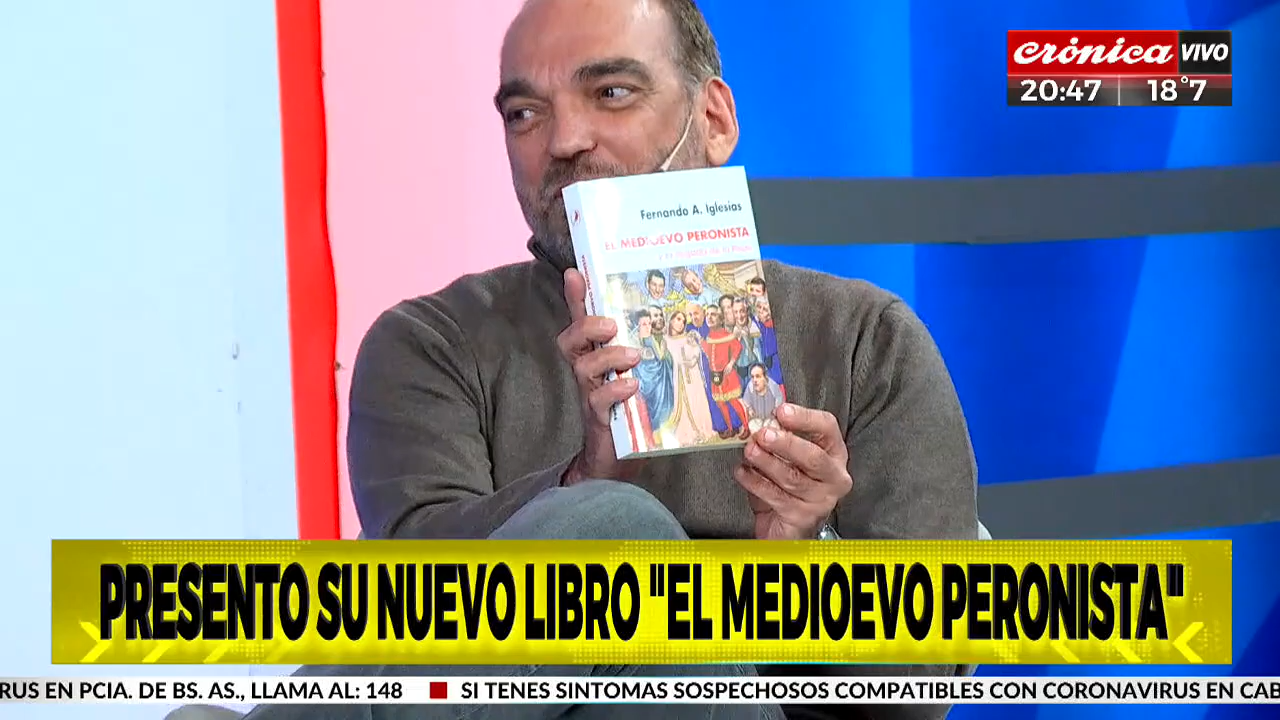 crónica VIVO
20:47 18°7
Fernando A. Iglesias
EL MEDIOEVO PERONISTA
PRESENTO SU NUEVO LIBRO "EL MEDIOEVO PERONISTA"
RUS EN PCIA. DE BS. AS., LLAMA AL: 148 SI TENES SINTOMAS SOSPECHOSOS COMPATIBLES CON CORONAVIRUS EN CAB